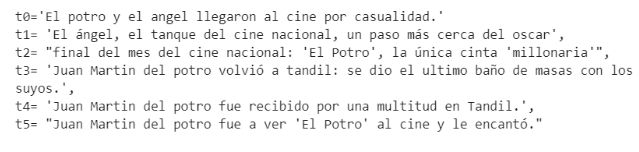 t0='El potro y el angel llegaron al cine por casualidad.'
t1= 'El ángel, el tanque del cine nacional, un paso más cerca del oscar',
t2= "final del mes del cine nacional: 'El Potro', la única cinta 'millonaria'",
t3= 'Juan Martin del potro volvió a tandil: se dio el ultimo baño de masas con los
suyos.',
t4= 'Juan Martin del potro fue recibido por una multitud en Tandil.',
t5= "Juan Martin del potro fue a ver 'El Potro' al cine y le encantó."